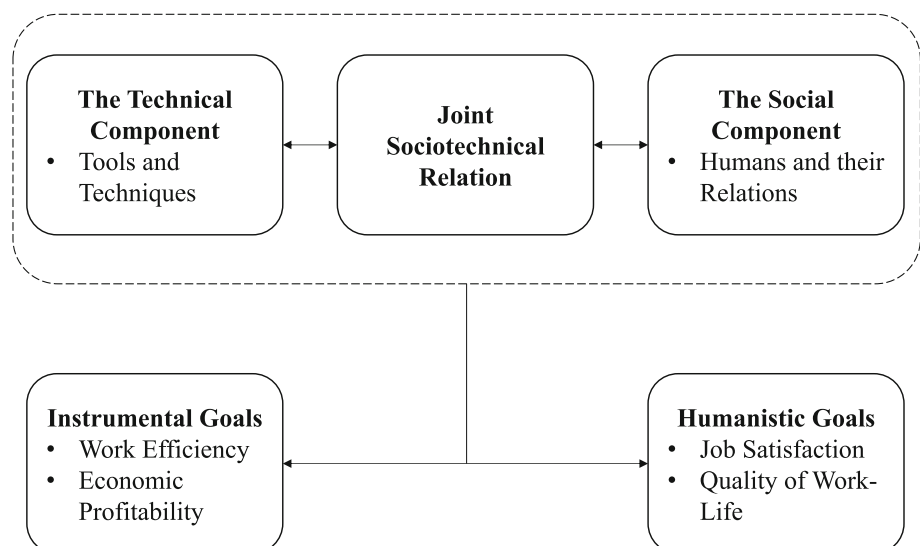 The Technical
Component
• Tools and
Techniques
Joint
Sociotechnical
Relation
The Social
Component
• Humans and their
Relations
Instrumental Goals
• Work Efficiency
• Economic
Profitability
Humanistic Goals
• Job Satisfaction
• Quality of Work-
Life